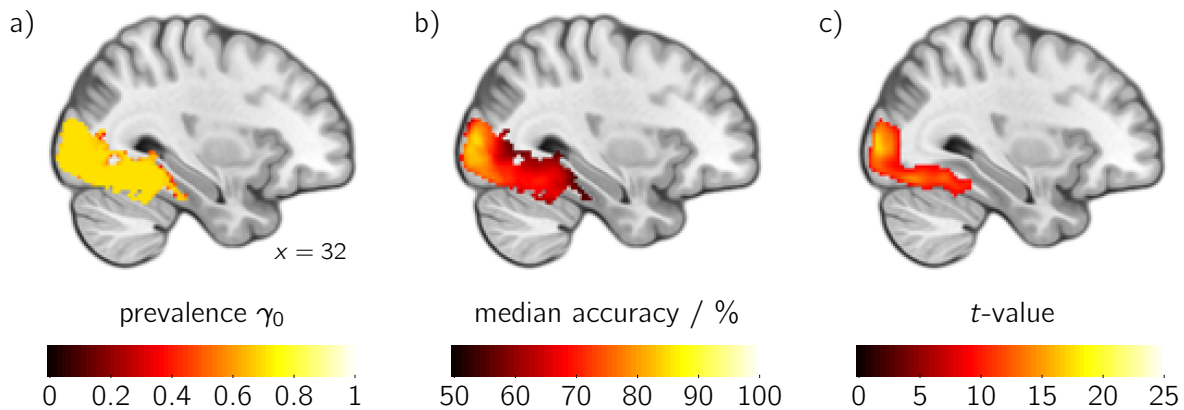 a) b) c)
x = 32
prevalence γ₀ median accuracy / % t-value
0 0.2 0.4 0.6 0.8 1 50 60 70 80 90 100 0 5 10 15 20 25